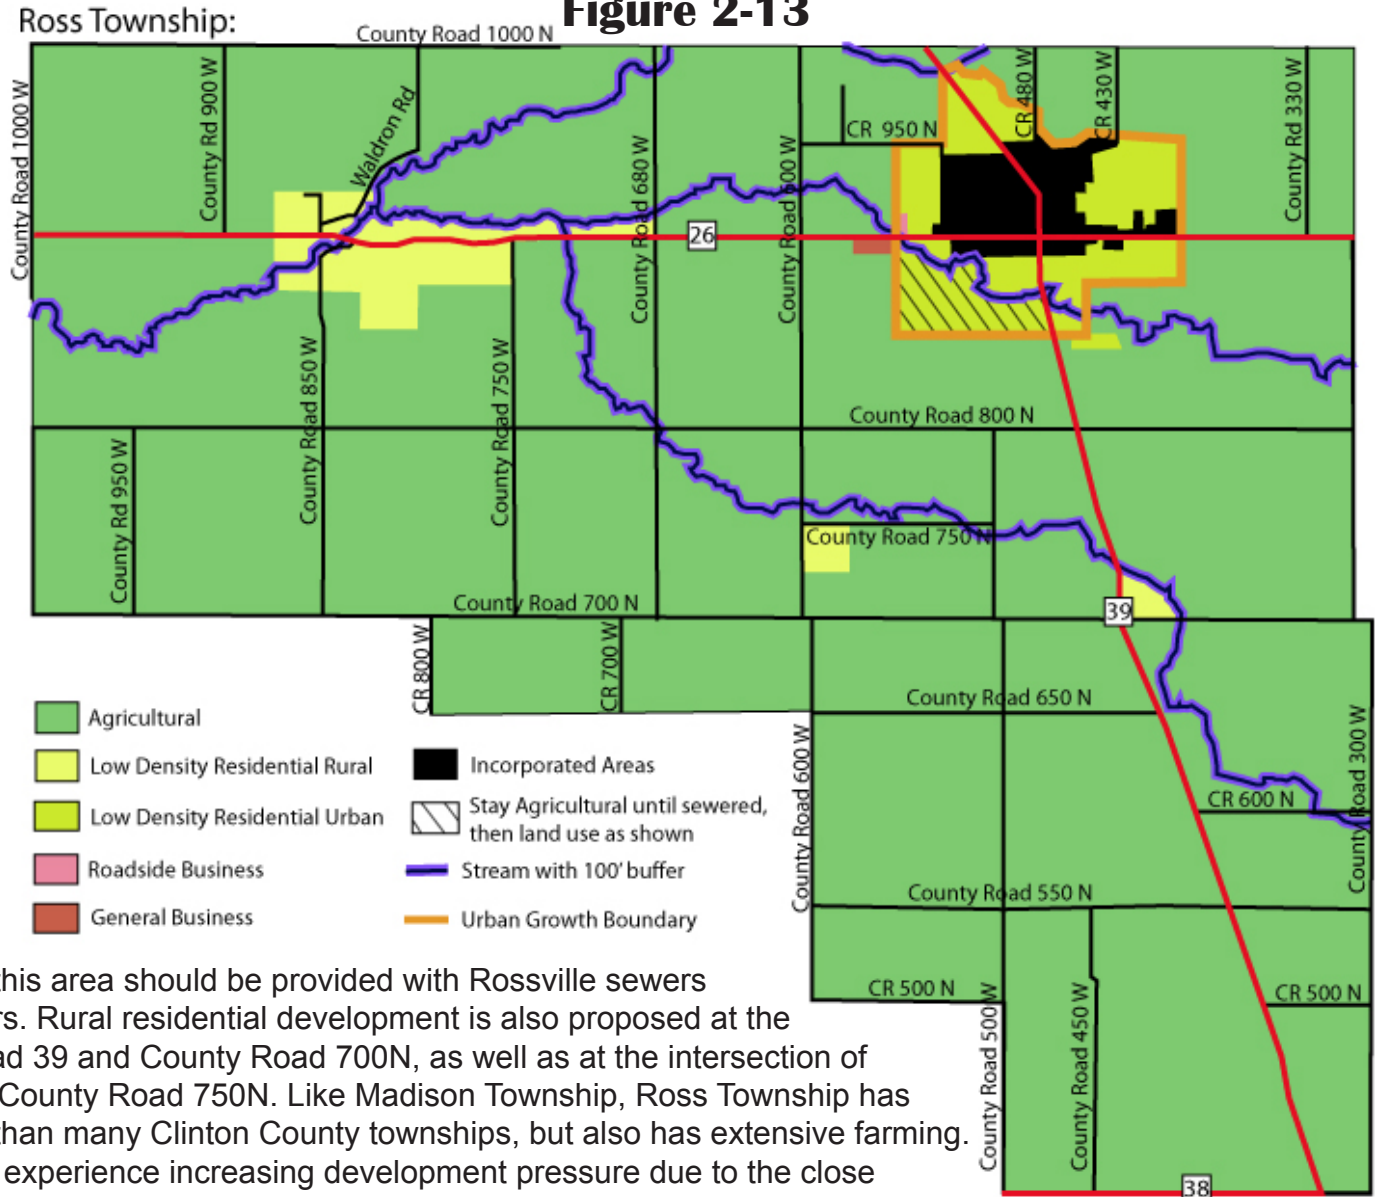 Figure 2-13
Ross Township:
County Road 1000 N
County Road 1000 W
County Rd 900 W
Waldron Rd
County Road 680 W
County Road 600 W
CR 950 N
CR 480 W
CR 430 W
County Rd 330 W
26
County Road 850 W
County Road 750 W
County Road 800 N
County Rd 950 W
County Road 750 N
County Road 700 N
39
CR 800 W
CR 700 W
County Road 650 N
County Road 600 W
County Road 300 W
CR 600 N
County Road 550 N
CR 500 N
CR 500 N
County Road 500 W
County Road 450 W
38
Agricultural
Low Density Residential Rural
Low Density Residential Urban
Roadside Business
General Business
Incorporated Areas
Stay Agricultural until sewered,
then land use as shown
Stream with 100' buffer
Urban Growth Boundary
this area should be provided with Rossville sewers
rs. Rural residential development is also proposed at the
ad 39 and County Road 700N, as well as at the intersection of
County Road 750N. Like Madison Township, Ross Township has
than many Clinton County townships, but also has extensive farming.
experience increasing development pressure due to the close